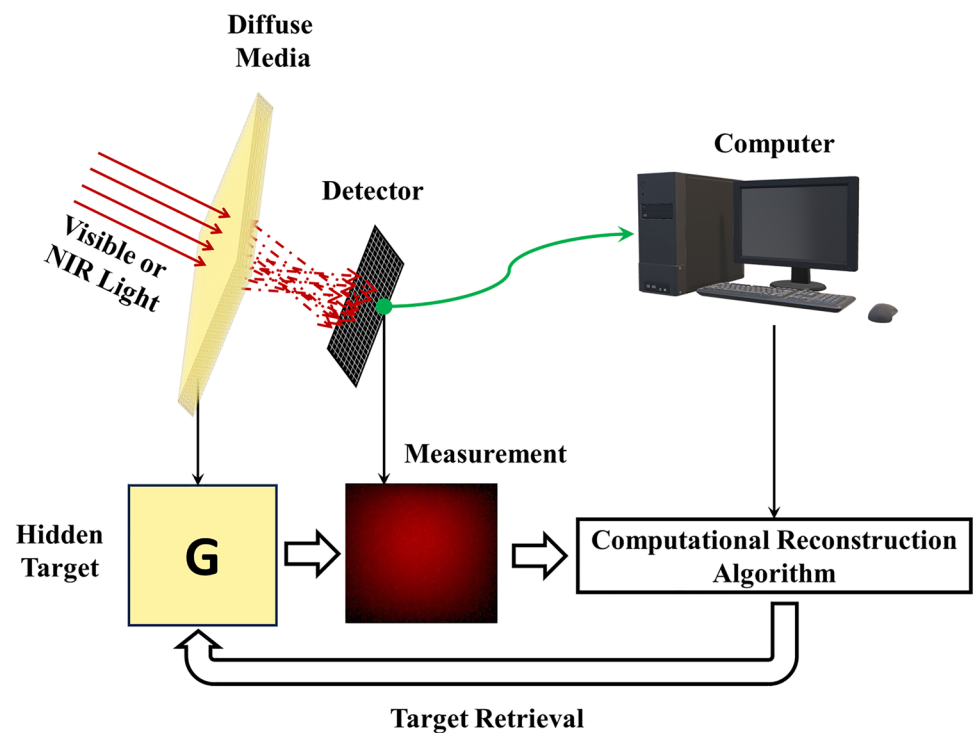 Diffuse
Media
Computer
Detector
Visible or
NIR Light
Measurement
Hidden
Target
G
Computational Reconstruction
Algorithm
Target Retrieval